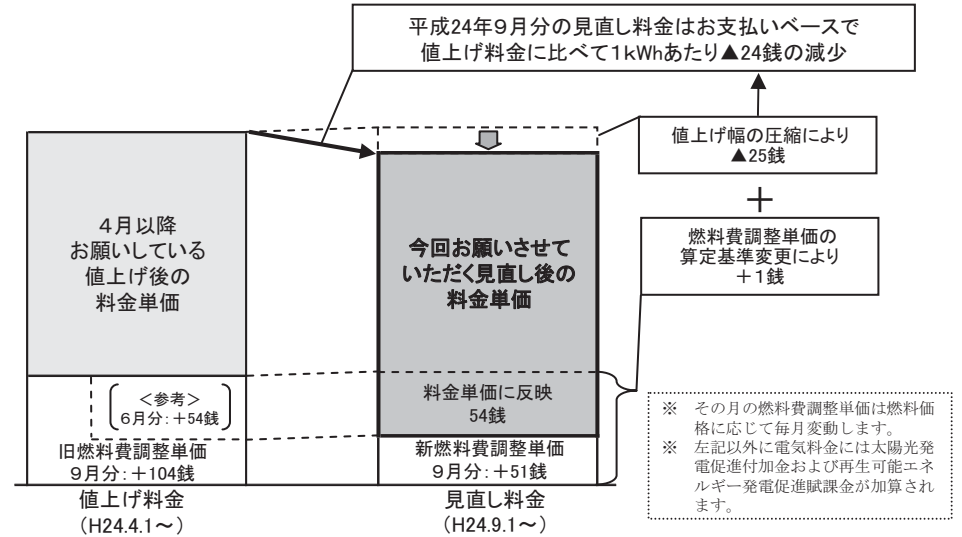 平成24年9月分の見直し料金はお支払いベースで
値上げ料金に比べて1kWhあたり▲24銭の減少
値上げ幅の圧縮により
▲25銭
＋
燃料費調整単価の
算定基準変更により
＋1銭
4月以降
お願いしている
値上げ後の
料金単価
今回お願いさせて
いただく見直し後の
料金単価
＜参考＞
6月分：＋54銭
料金単価に反映
54銭
旧燃料費調整単価
9月分：＋104銭
新燃料費調整単価
9月分：＋51銭
値上げ料金
（H24.4.1～）
見直し料金
（H24.9.1～）
※　その月の燃料費調整単価は燃料価
格に応じて毎月変動します。
※　左記以外に電気料金には太陽光発
電促進付加金および再生可能エネ
ルギー発電促進賦課金が加算され
ます。